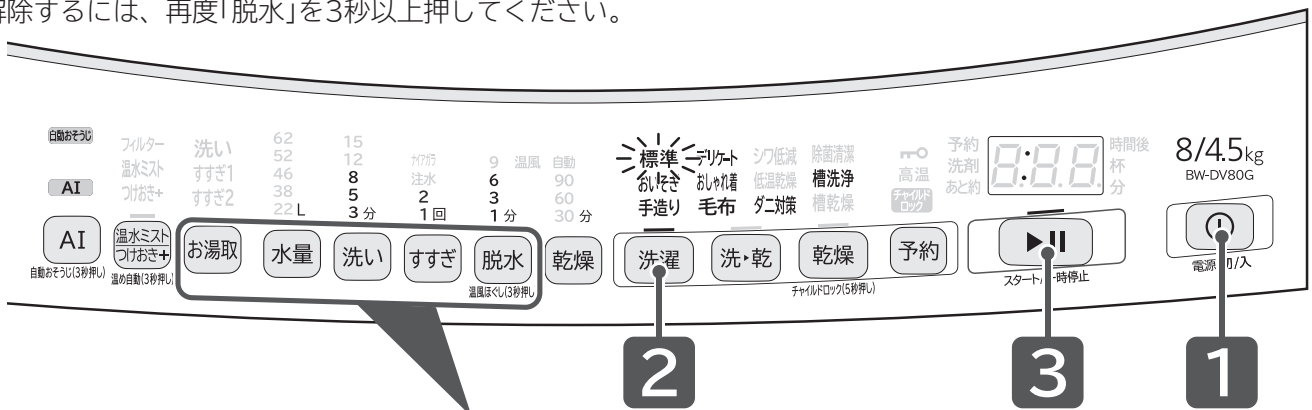 解除するには、再度｢脱水｣を3秒以上押してください。
自動おそうじ
AI
AI
自動おそうじ(3秒押し)
フィルター
温水ミスト
つけおき+
温水ミスト
つけおき+
温め自動(3秒押し)
洗い
すすぎ1
すすぎ2
お湯取
62
52
46
38
22 L
水量
15
12
8
5
3 分
洗い
ナイアガラ
注水
2
1回
すすぎ
9 温風
6
3
1 分
脱水
温風ほぐし(3秒押し
自動
90
60
30 分
乾燥
標準
おいそぎ
手造り
洗濯
デリケート
おしゃれ着
毛布
シワ低減
低温乾燥
ダニ対策
洗・乾
除菌清潔
槽洗浄
槽乾燥
乾燥
チャイルドロック(5秒押し)
高温
チャイルド
ロック
予約
予約
洗剤
あと約
8:8.8.
時間後
杯
分
スタート/一時停止
8/4.5kg
BW-DV80G
電源 切/入
2
3
1